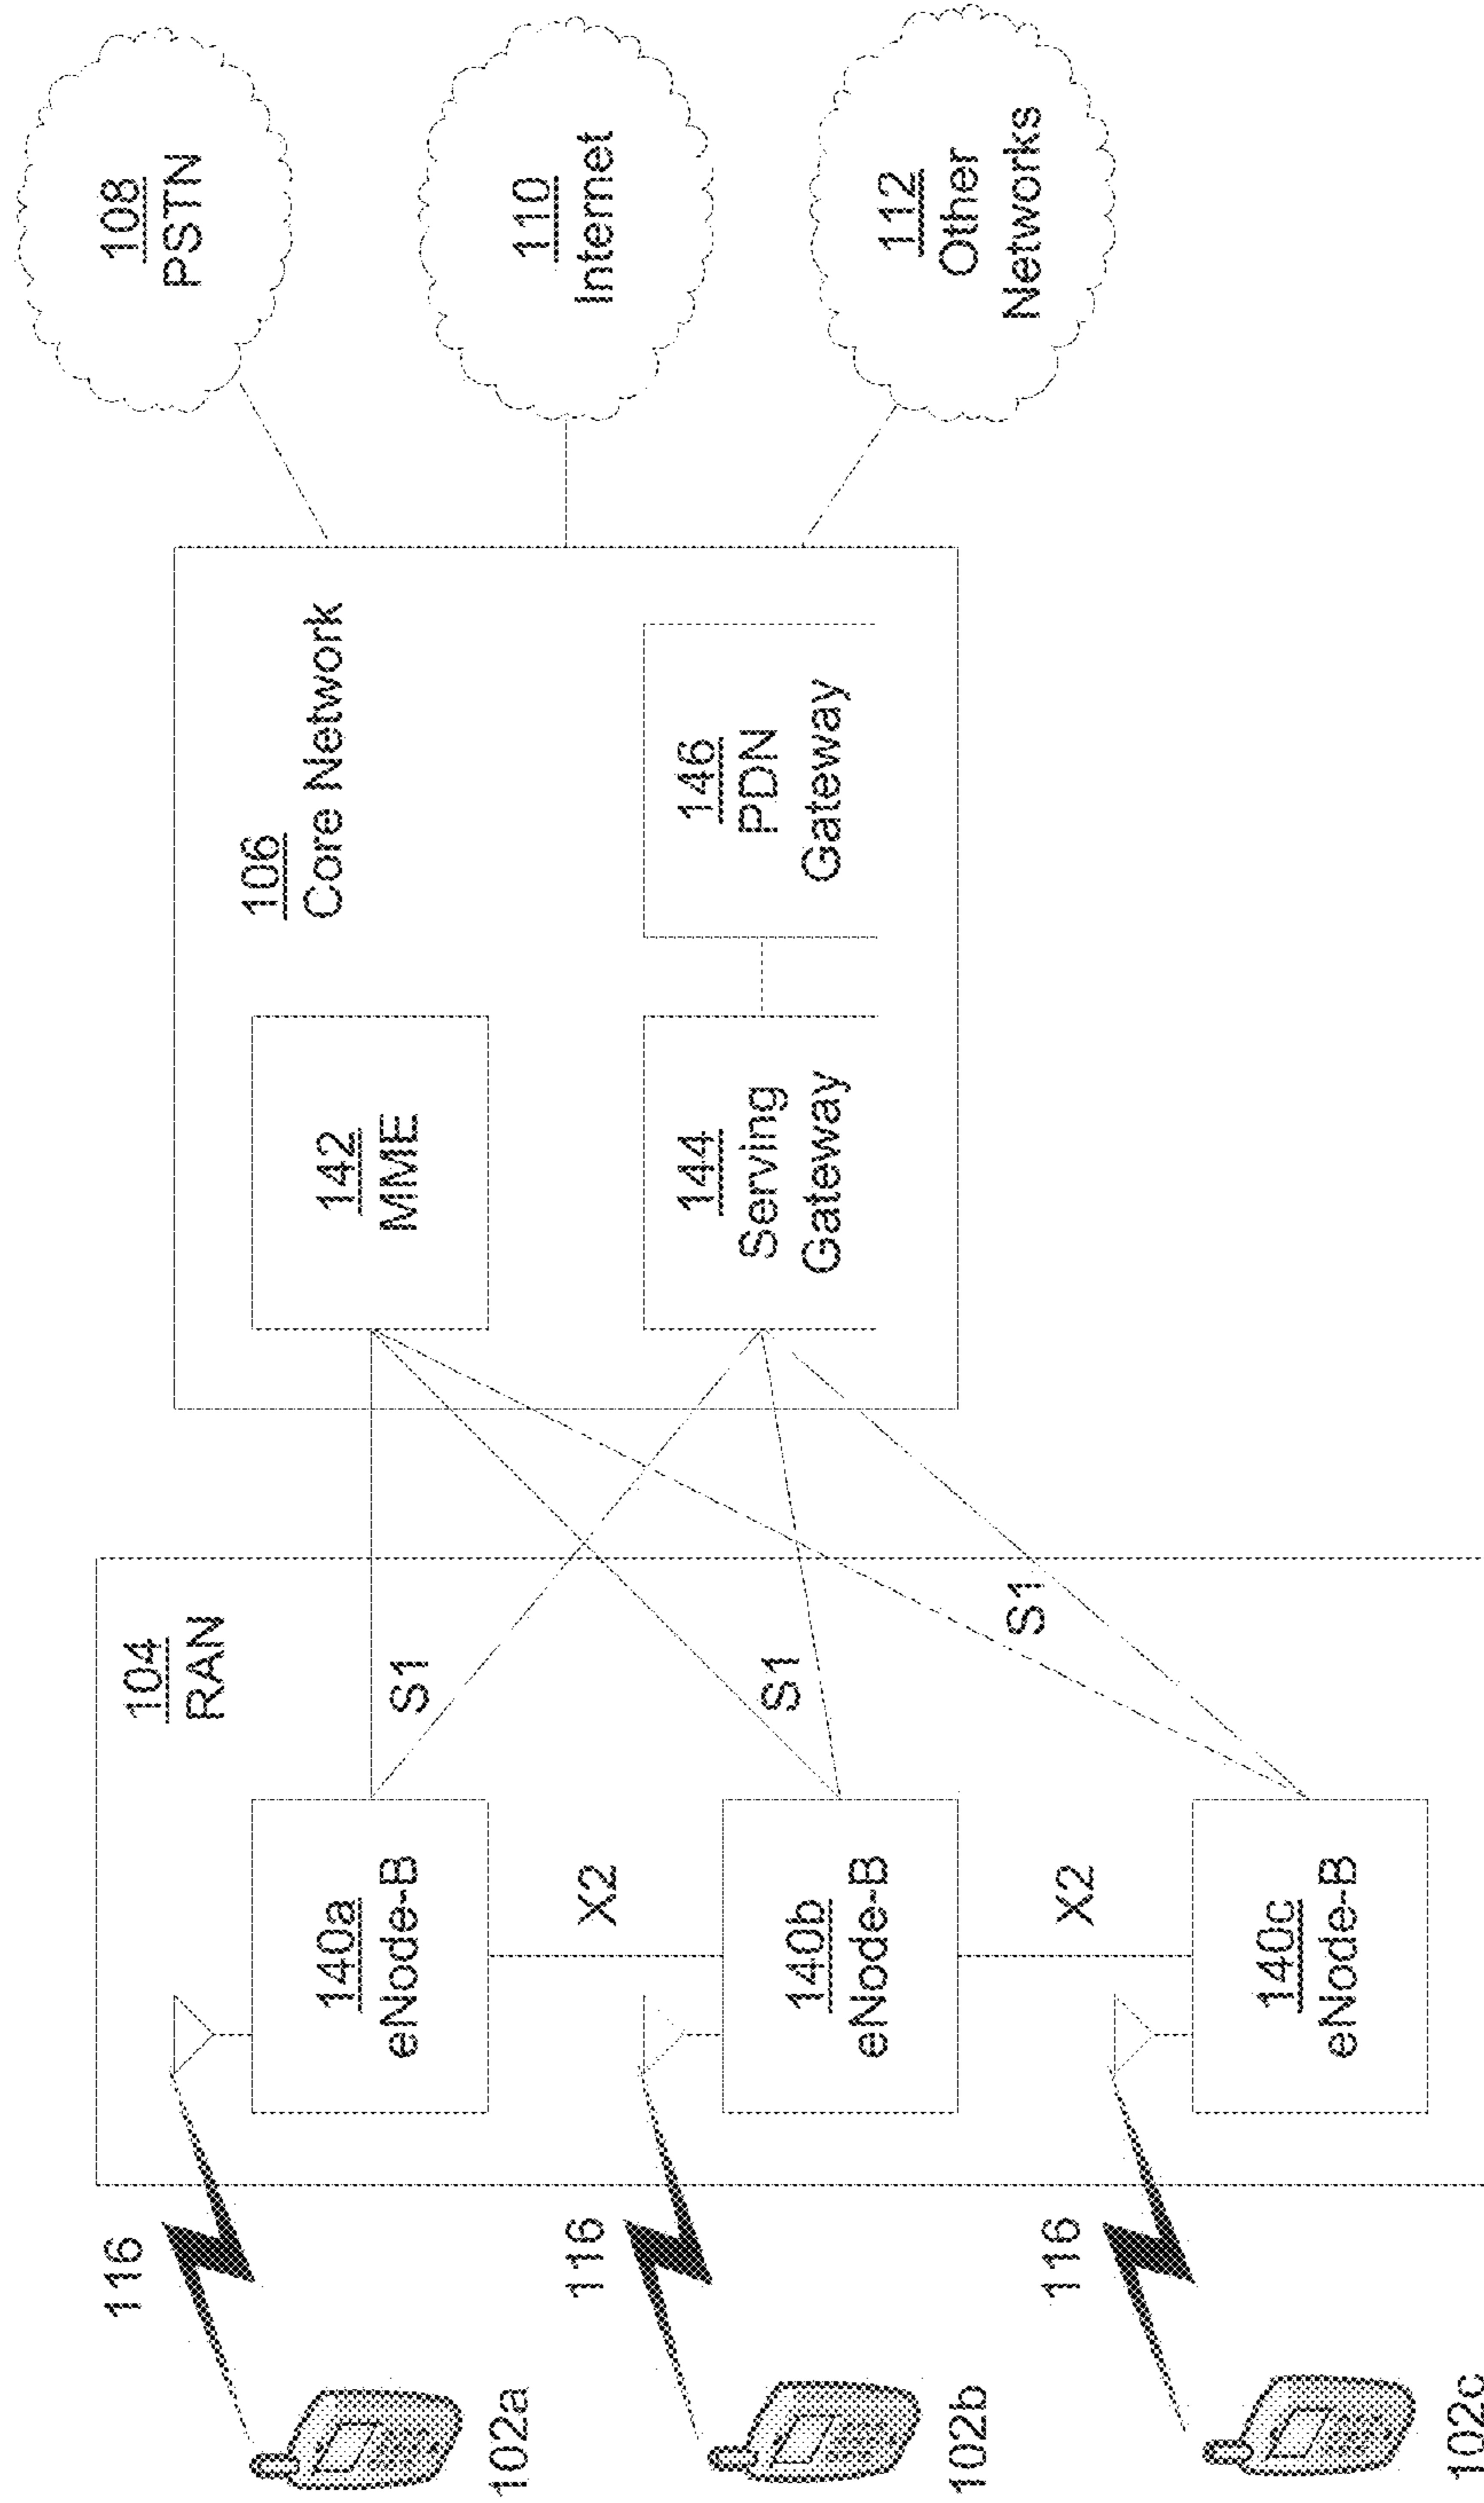 116
102a
116
102b
116
102c
104
RAN
140a
eNode-B
X2
140b
eNode-B
X2
140c
eNode-B
S1
S1
S1
106
Core Network
142
MME
144
Serving
Gateway
146
PDN
Gateway
108
PSTN
110
Internet
112
Other
Networks